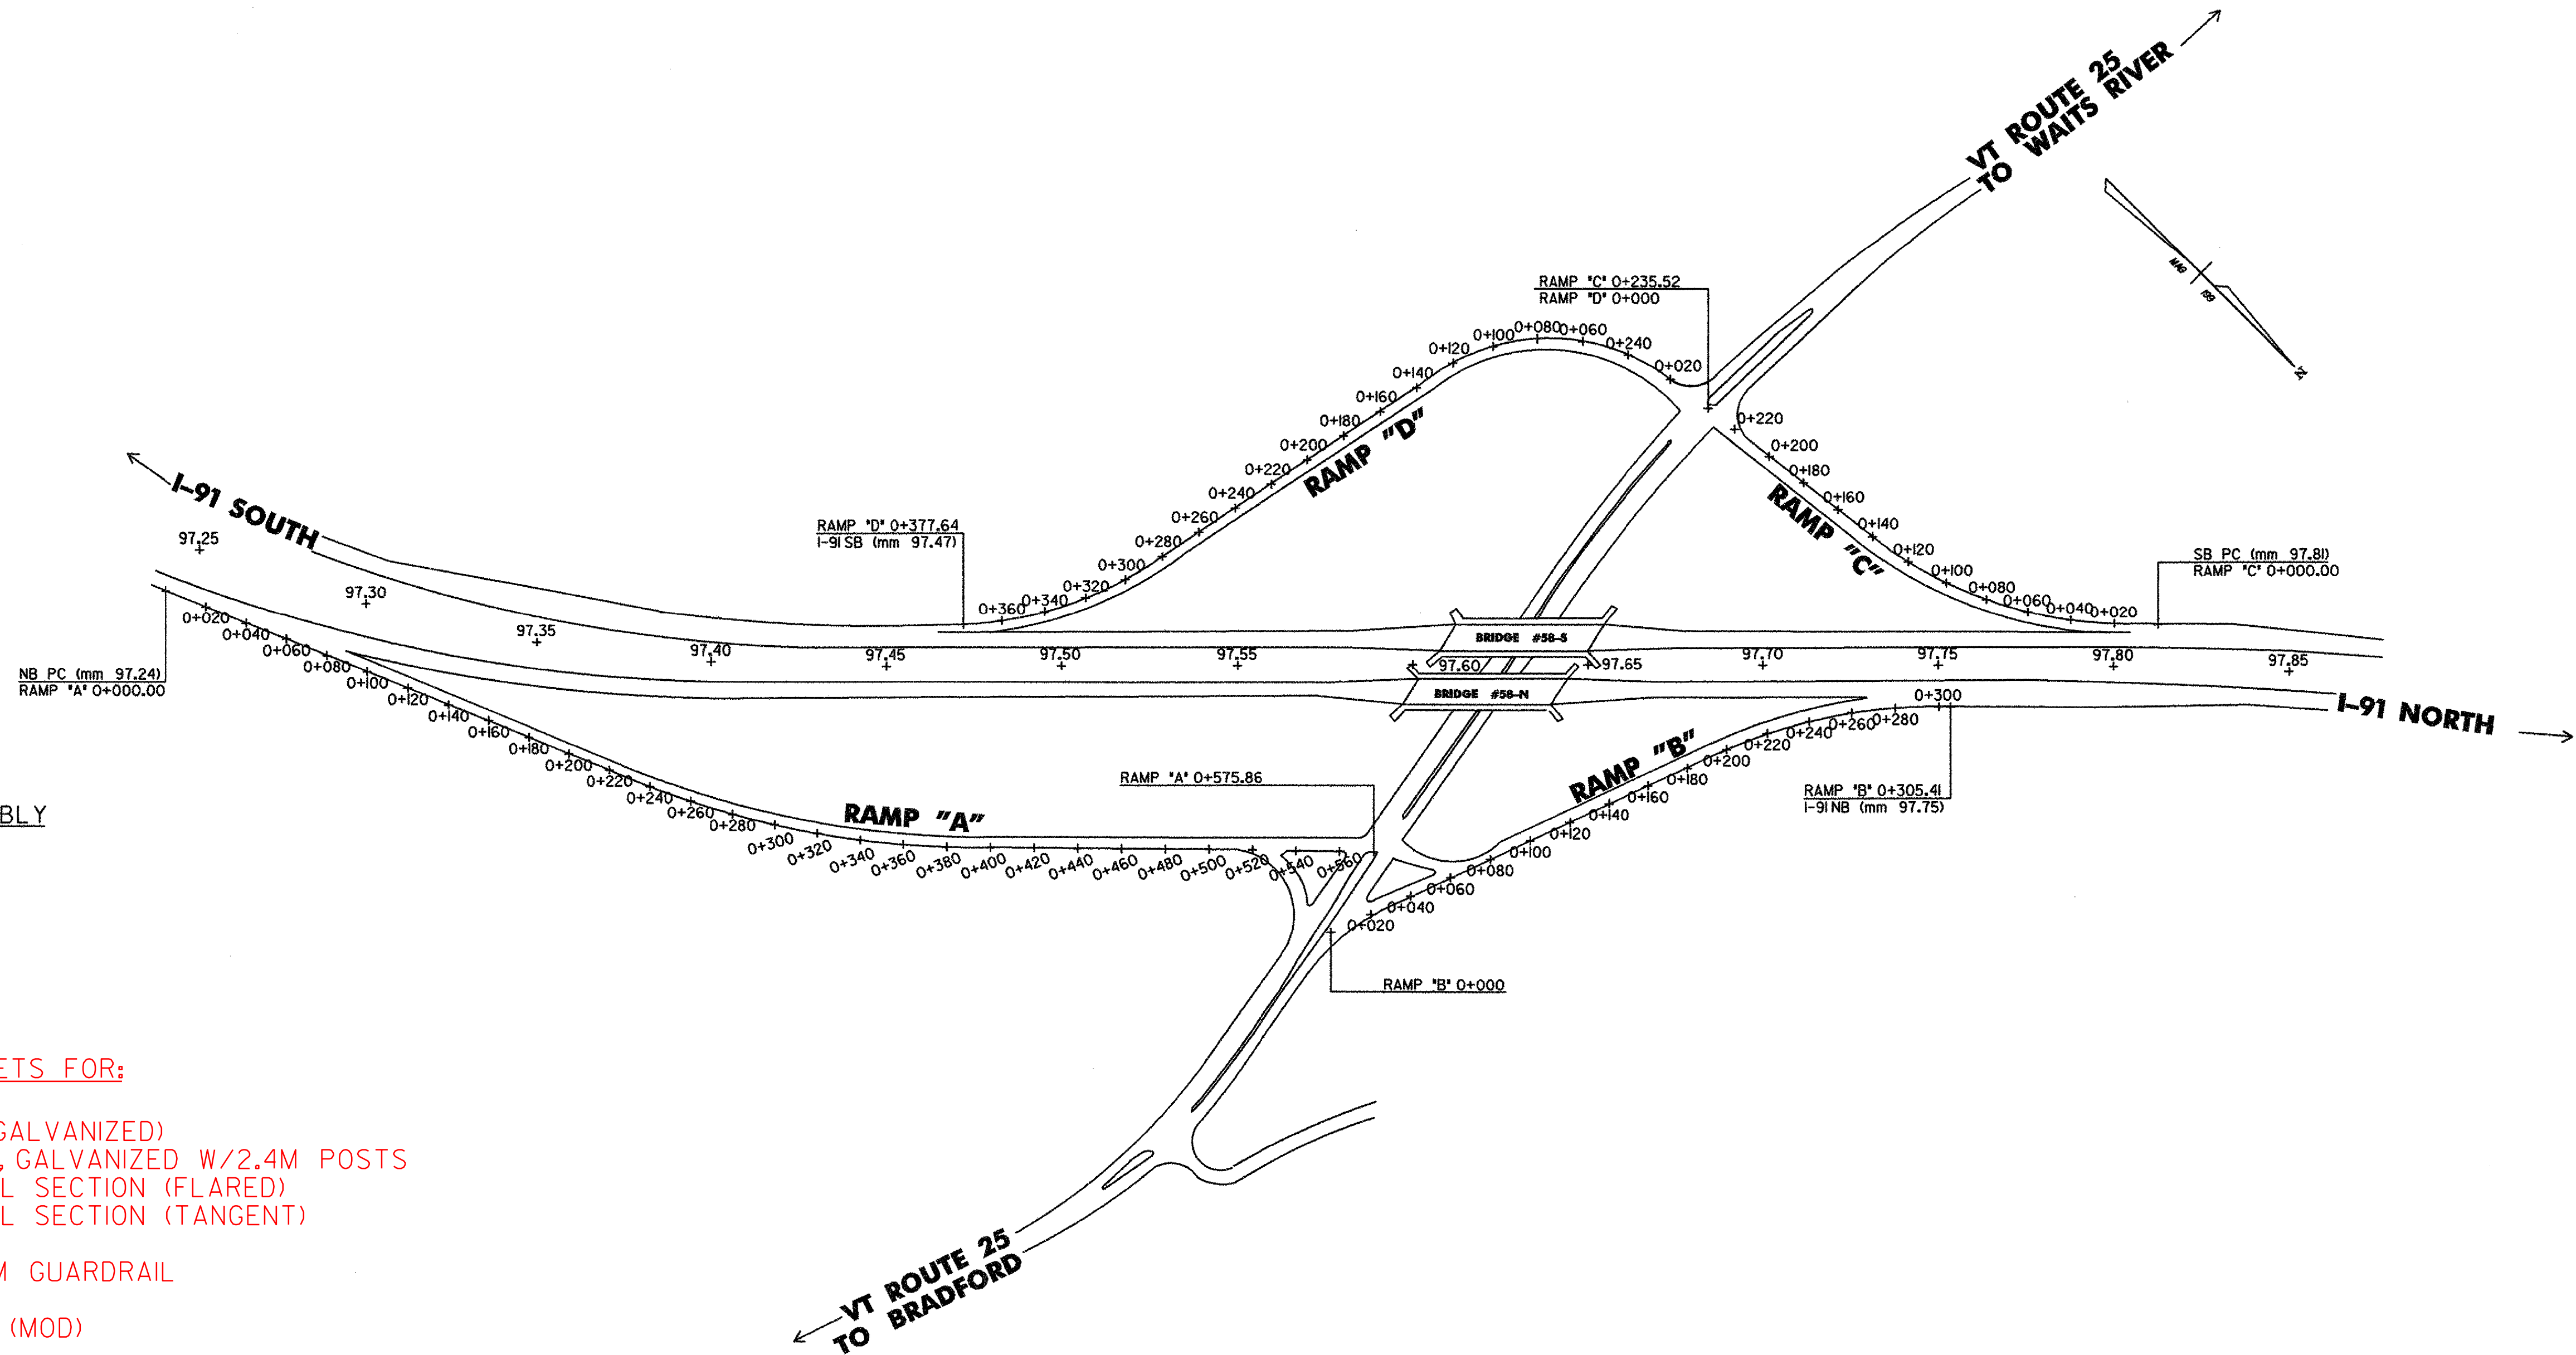 VT ROUTE 25
TO WAITS RIVER
MAG
N
RAMP "C" 0+235.52
RAMP "D" 0+000
0+120
0+100
0+080
0+060
0+240
0+020
0+140
0+160
0+180
0+200
0+220
0+240
0+260
0+280
0+300
0+320
0+340
0+360
RAMP "D"
0+220
0+200
0+180
0+160
0+140
0+120
0+100
0+080
0+060
0+040
0+020
RAMP "C"
RAMP "D" 0+377.64
I-91 SB (mm 97.47)
SB PC (mm 97.81)
RAMP "C" 0+000.00
I-91 SOUTH
97.25
97.30
97.35
97.40
97.45
97.50
97.55
97.60
97.65
97.70
97.75
97.80
97.85
BRIDGE #58-S
BRIDGE #58-N
I-91 NORTH
NB PC (mm 97.24)
RAMP "A" 0+000.00
0+020
0+040
0+060
0+080
0+100
0+120
0+140
0+160
0+180
0+200
0+220
0+240
0+260
0+280
0+300
0+320
0+340
0+360
0+380
0+400
0+420
0+440
0+460
0+480
0+500
0+520
0+540
0+560
RAMP "A"
RAMP "A" 0+575.86
RAMP "B"
0+020
0+040
0+060
0+080
0+100
0+120
0+140
0+160
0+180
0+200
0+220
0+240
0+260
0+280
0+300
RAMP "B" 0+305.41
I-91 NB (mm 97.75)
RAMP "B" 0+000
BLY
ETS FOR:
GALVANIZED)
, GALVANIZED W/2.4M POSTS
L SECTION (FLARED)
L SECTION (TANGENT)
M GUARDRAIL
(MOD)
VT ROUTE 25
TO BRADFORD